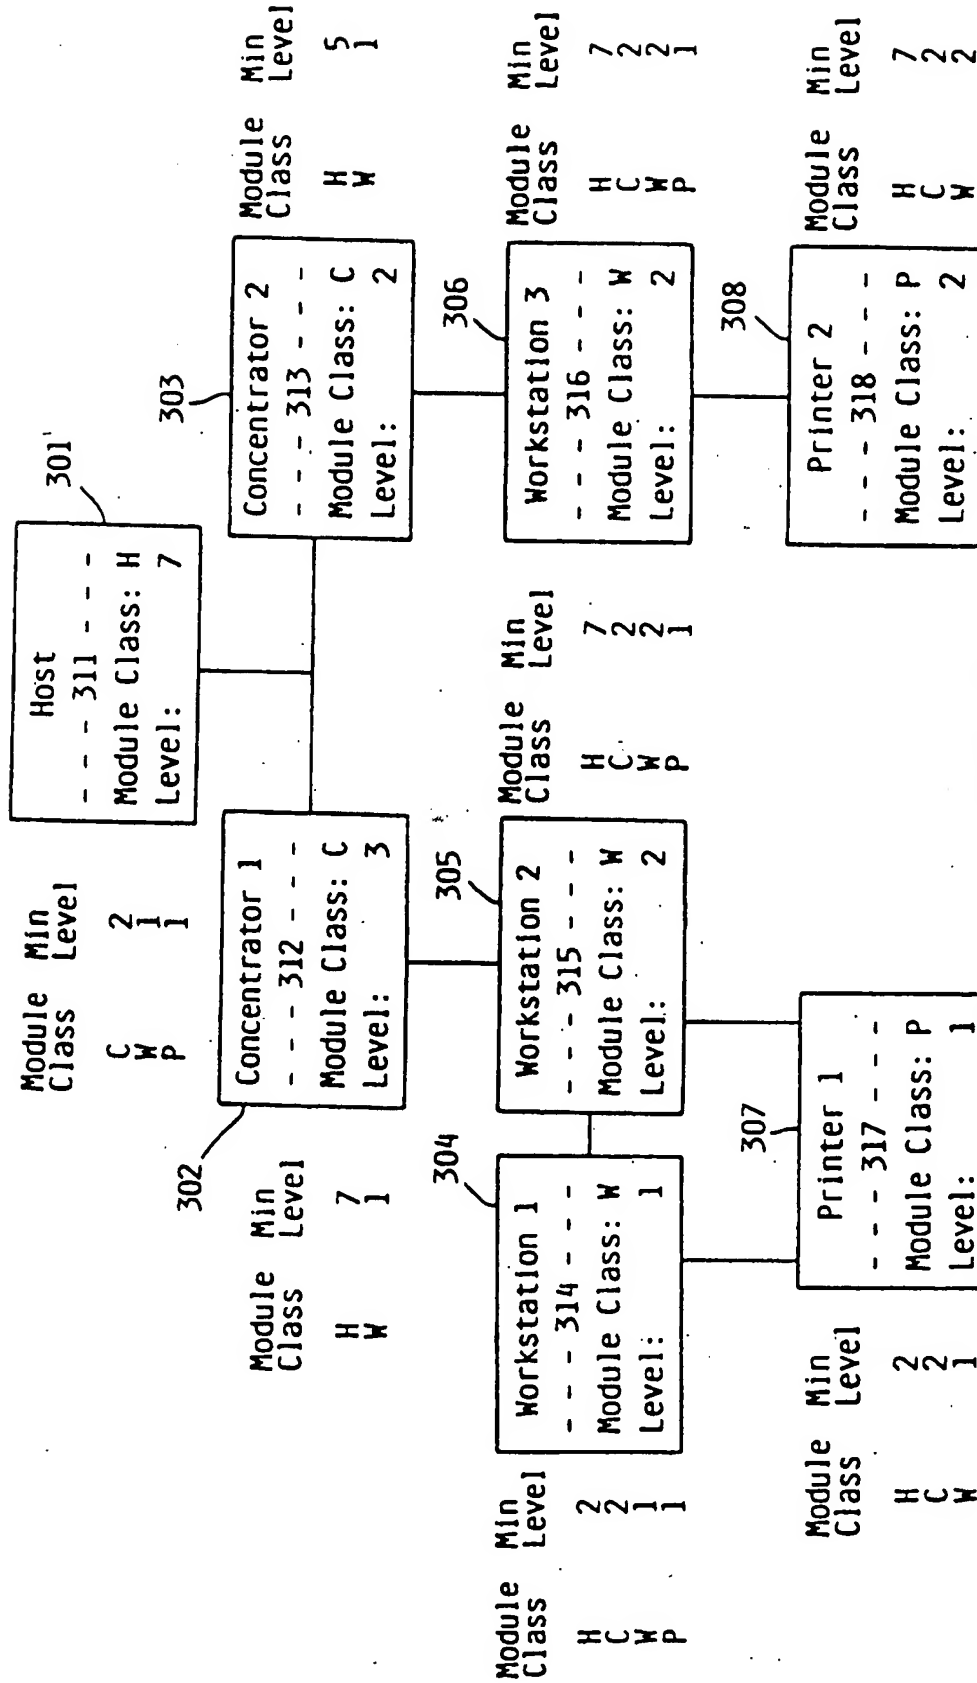 Host
- - - 311 - - - -
Module Class: H
Level: 7
301
Module Class Min Level
C 2
W 1
P 1
Concentrator 1
- - - 312 - - - -
Module Class: C
Level: 3
302
Module Class Min Level
H 7
W 1
Concentrator 2
- - - 313 - - - -
Module Class: C
Level: 2
303
Module Class Min Level
H 5
W 1
Workstation 1
- - - 314 - - - -
Module Class: W
Level: 1
304
Module Class Min Level
H 2
C 2
W 1
P 1
Workstation 2
- - - 315 - - - -
Module Class: W
Level: 2
305
Module Class Min Level
H 7
C 2
W 2
P 1
Workstation 3
- - - 316 - - - -
Module Class: W
Level: 2
306
Module Class Min Level
H 7
C 2
W 2
P 1
Printer 1
- - - 317 - - - -
Module Class: P
Level: 1
307
Module Class Min Level
H 2
C 2
W 1
Printer 2
- - - 318 - - - -
Module Class: P
Level: 2
308
Module Class Min Level
H 7
C 2
W 2